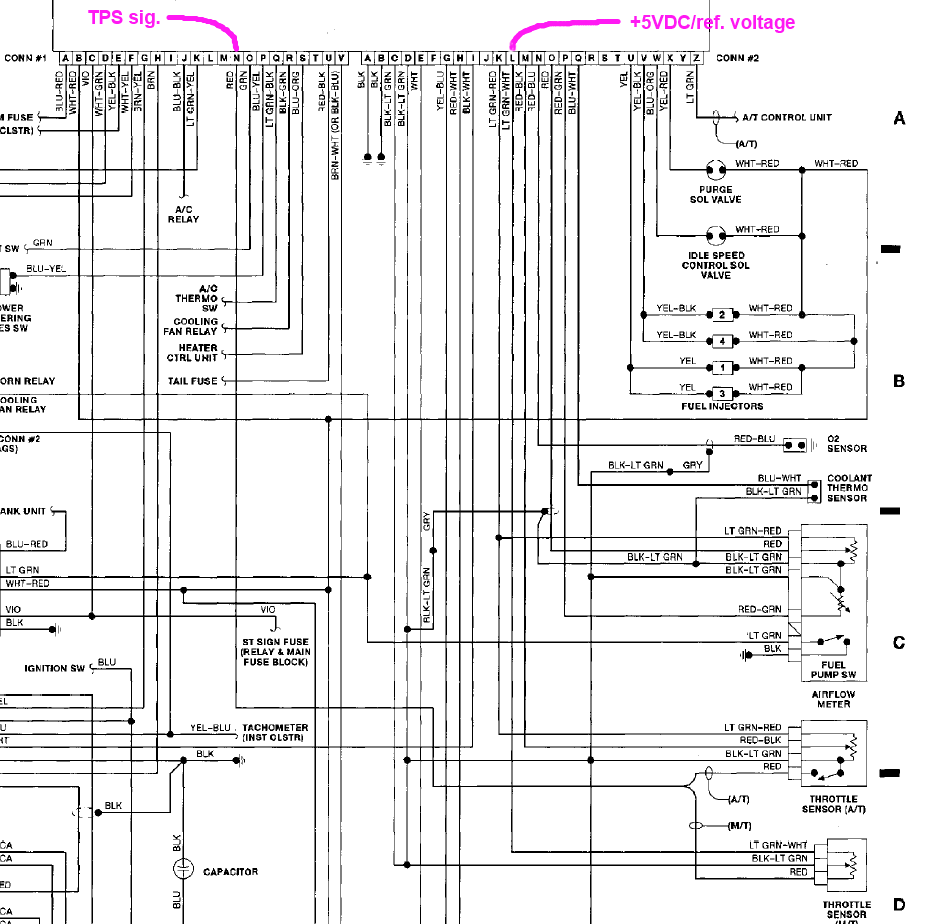 TPS sig.
+5VDC/ref. voltage
CONN #1
A B C D E F G H I J K L M N O P Q R S T U V
A B C D E F G H I J K L M N O P Q R S T U V W X Y Z
CONN #2
BLU-RED
WHT-RED
VIO
WHT-GRN
YEL-BLK
WHT-YEL
GRN-YEL
BRN
BLU-BLK
LT GRN-YEL
RED
GRN
BLU-YEL
LT GRN-BLK
BLK-GRN
BLU-ORG
RED-BLK
BRN-WHT (OR BLK-BLU)
BLK
BLK
BLK-LT GRN
BLK-LT GRN
WHT
YEL-BLU
RED-WHT
BLK-WHT
LT GRN-RED
LT GRN-WHT
RED-BLK
RED-BLU
RED
RED-GRN
BLU-WHT
YEL
YEL-BLK
BLU-ORG
YEL-RED
LT GRN
M FUSE
CLSTR)
A/T CONTROL UNIT
(A/T)
A
WHT-RED
WHT-RED
PURGE
SOL VALVE
A/C
RELAY
WHT-RED
IDLE SPEED
CONTROL SOL
VALVE
T SW
GRN
BLU-YEL
OWER
ERING
ES SW
A/C
THERMO
SW
COOLING
FAN RELAY
HEATER
CTRL UNIT
TAIL FUSE
YEL-BLK
2
WHT-RED
YEL-BLK
4
WHT-RED
YEL
1
WHT-RED
YEL
3
WHT-RED
FUEL INJECTORS
B
ORN RELAY
OOLING
AN RELAY
CONN #2
AGS)
RED-BLU
O2
SENSOR
BLK-LT GRN
GRY
BLU-WHT
BLK-LT GRN
COOLANT
THERMO
SENSOR
ANK UNIT
BLU-RED
GRY
BLK-LT GRN
LT GRN-RED
RED
BLK-LT GRN
BLK-LT GRN
BLK-LT GRN
LT GRN
WHT-RED
VIO
VIO
BLK
RED-GRN
LT GRN
BLK
FUEL
PUMP SW
AIRFLOW
METER
C
ST SIGN FUSE
(RELAY & MAIN
FUSE BLOCK)
IGNITION SW
BLU
EL
U
HT
YEL-BLU
TACHOMETER
(INST CLSTR)
BLK
BLK
LT GRN-RED
RED-BLK
BLK-LT GRN
RED
(A/T)
THROTTLE
SENSOR (A/T)
(M/T)
CA
CA
ED
CA
CA
BLK
CAPACITOR
BLU
LT GRN-WHT
BLK-LT GRN
RED
THROTTLE
SENSOR
D